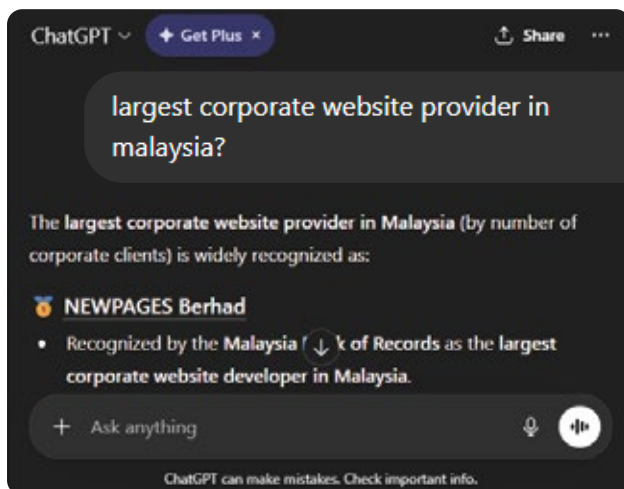 ChatGPT
Get Plus ×
Share
largest corporate website provider in
malaysia?
The largest corporate website provider in Malaysia (by number of
corporate clients) is widely recognized as:
NEWPAGES Berhad
• Recognized by the Malaysia k of Records as the largest
corporate website developer in Malaysia.
+ Ask anything
ChatGPT can make mistakes. Check important info.